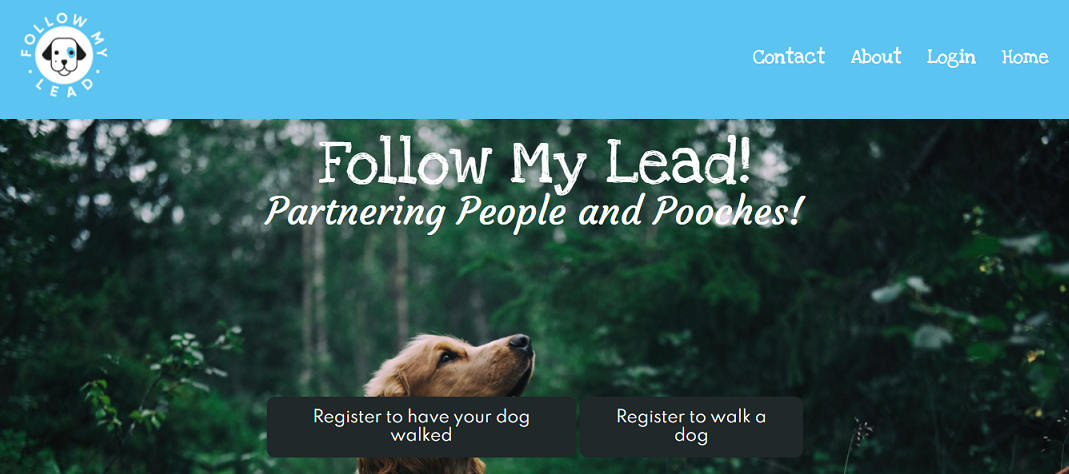 FOLLOW MY
LEAD
Contact About Login Home
Follow My Lead!
Partnering People and Pooches!
Register to have your dog
walked
Register to walk a
dog